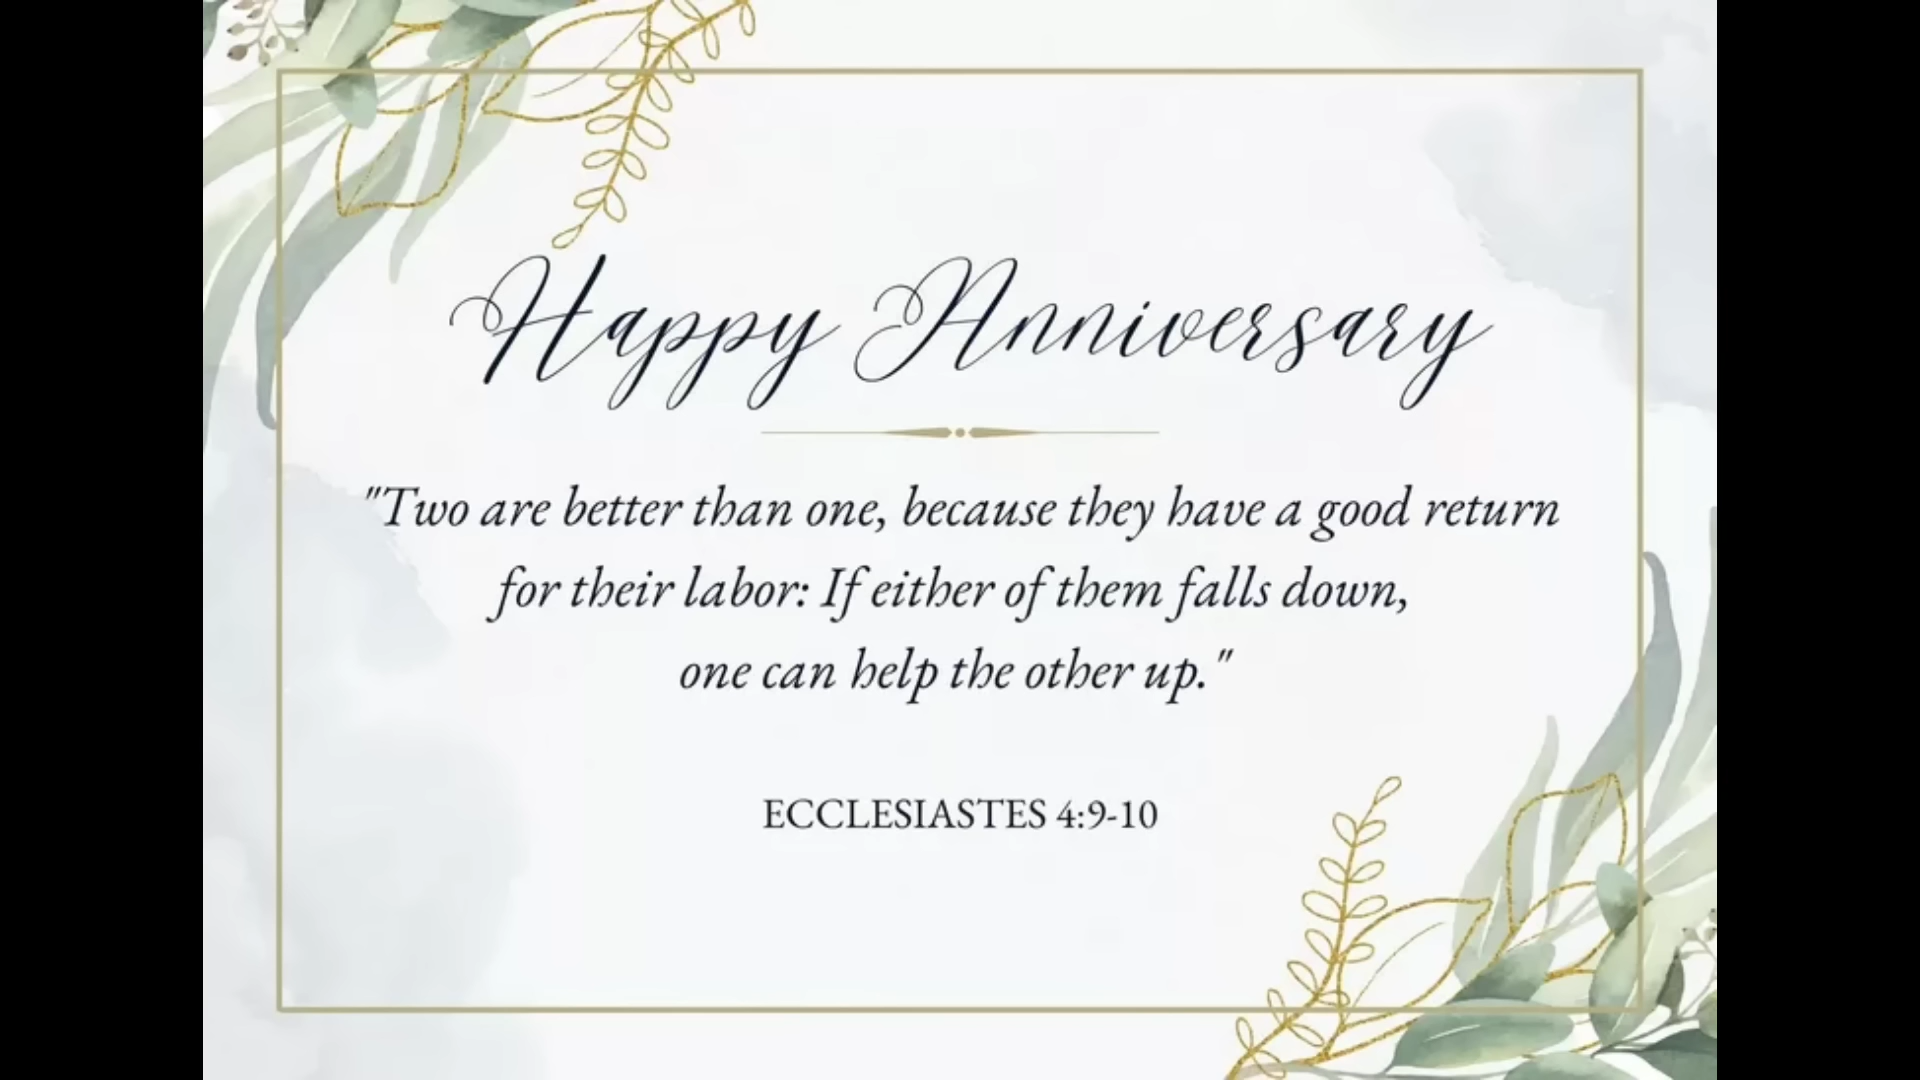 Happy Anniversary
"Two are better than one, because they have a good return
for their labor: If either of them falls down,
one can help the other up."
ECCLESIASTES 4:9-10